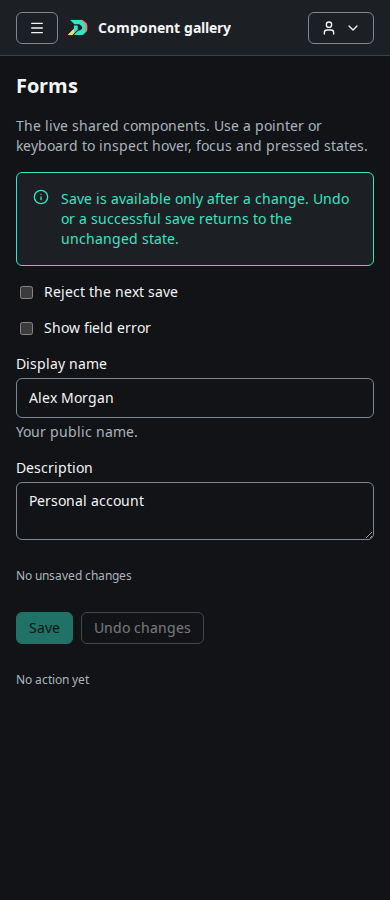 Component gallery
Forms
The live shared components. Use a pointer or
keyboard to inspect hover, focus and pressed states.
Save is available only after a change. Undo
or a successful save returns to the
unchanged state.
Reject the next save
Show field error
Display name
Alex Morgan
Your public name.
Description
Personal account
No unsaved changes
Save
Undo changes
No action yet